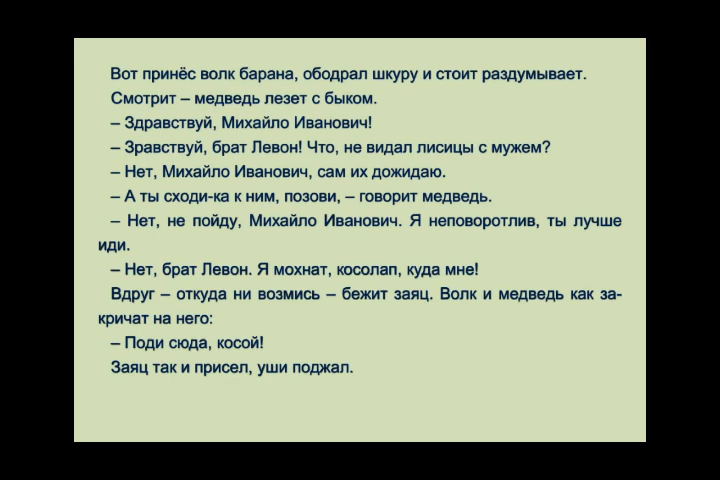 Вот принёс волк барана, ободрал шкуру и стоит раздумывает.
Смотрит – медведь лезет с быком.
– Здравствуй, Михайло Иванович!
– Зравствуй, брат Левон! Что, не видал лисицы с мужем?
– Нет, Михайло Иванович, сам их дожидаю.
– А ты сходи-ка к ним, позови, – говорит медведь.
– Нет, не пойду, Михайло Иванович. Я неповоротлив, ты лучше
иди.
– Нет, брат Левон. Я мохнат, косолап, куда мне!
Вдруг – откуда ни возмись – бежит заяц. Волк и медведь как за-
кричат на него:
– Поди сюда, косой!
Заяц так и присел, уши поджал.